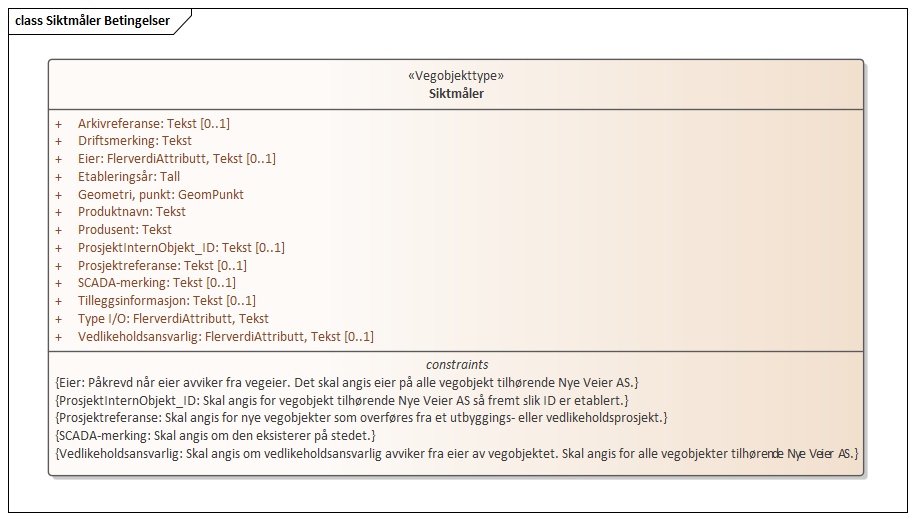 class Siktmåler Betingelser
«Vegobjekttype»
Siktmåler
+ Arkivreferanse: Tekst [0..1]
+ Driftsmerking: Tekst
+ Eier: FlerverdiAttributt, Tekst [0..1]
+ Etableringsår: Tall
+ Geometri, punkt: GeomPunkt
+ Produktnavn: Tekst
+ Produsent: Tekst
+ ProsjektInternObjekt_ID: Tekst [0..1]
+ Prosjektreferanse: Tekst [0..1]
+ SCADA-merking: Tekst [0..1]
+ Tilleggsinformasjon: Tekst [0..1]
+ Type I/O: FlerverdiAttributt, Tekst
+ Vedlikeholdsansvarlig: FlerverdiAttributt, Tekst [0..1]
constraints
{Eier: Påkrevd når eier avviker fra vegeier. Det skal angis eier på alle vegobjekt tilhørende Nye Veier AS.}
{ProsjektInternObjekt_ID: Skal angis for vegobjekt tilhørende Nye Veier AS så fremt slik ID er etablert.}
{Prosjektreferanse: Skal angis for nye vegobjekter som overføres fra et utbyggings- eller vedlikeholdsprosjekt.}
{SCADA-merking: Skal angis om den eksisterer på stedet.}
{Vedlikeholdsansvarlig: Skal angis om vedlikeholdsansvarlig avviker fra eier av vegobjektet. Skal angis for alle vegobjekter tilhørende Nye Veier AS.}